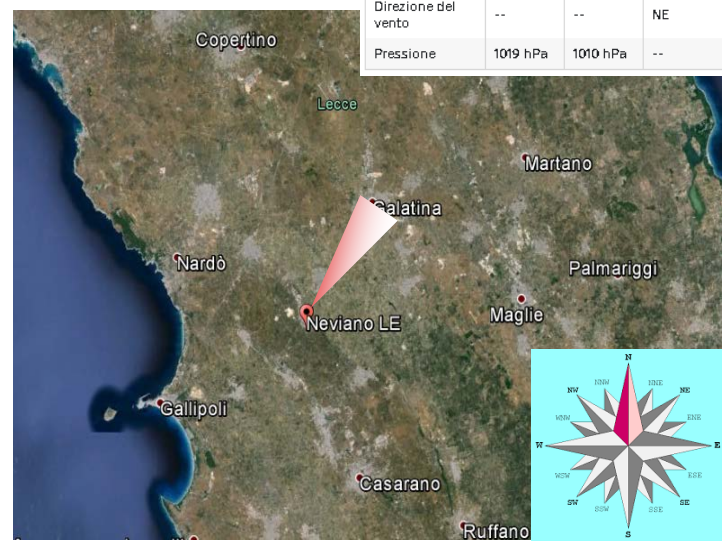 Direzione del
vento -- -- NE
Pressione 1019 hPa 1010 hPa --
Copertino
Lecce
Martano
Galatina
Nardò
Palmariggi
Neviano LE
Maglie
Gallipoli
Casarano
Ruffano
N
NNW NNE
NW NE
WNW ENE
W E
WSW ESE
SW SE
SSW SSE
S